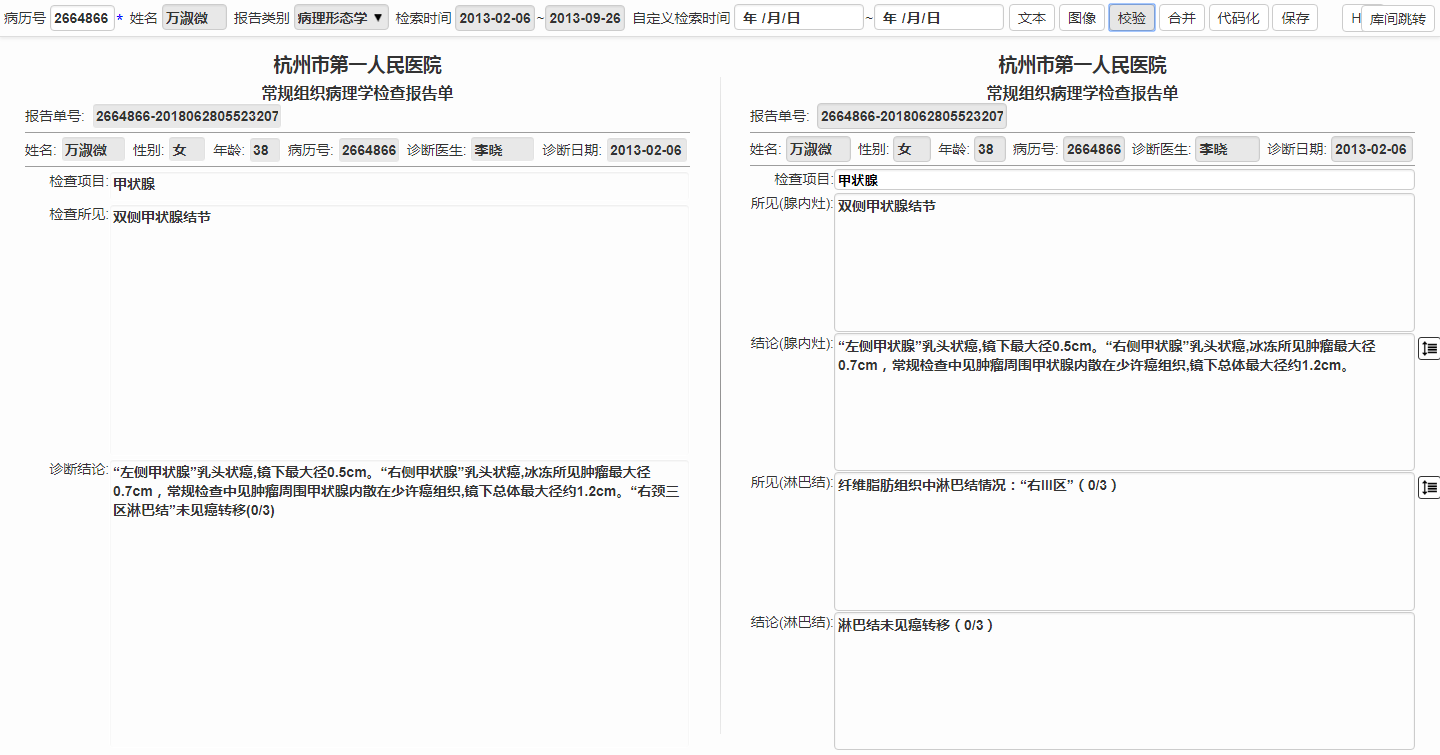 病历号 2664866 * 姓名 万淑微 报告类别 病理形态学 ▼ 检索时间 2013-02-06 ~ 2013-09-26 自定义检索时间 年 /月/日 ~ 年 /月/日 文本 图像 校验 合并 代码化 保存 H 库间跳转
杭州市第一人民医院
常规组织病理学检查报告单
报告单号: 2664866-2018062805523207
姓名: 万淑微 性别: 女 年龄: 38 病历号: 2664866 诊断医生: 李晓 诊断日期: 2013-02-06
检查项目: 甲状腺
检查所见: 双侧甲状腺结节
诊断结论: “左侧甲状腺”乳头状癌,镜下最大径0.5cm。“右侧甲状腺”乳头状癌,冰冻所见肿瘤最大径
0.7cm，常规检查中见肿瘤周围甲状腺内散在少许癌组织,镜下总体最大径约1.2cm。“右颈三
区淋巴结”未见癌转移(0/3)
杭州市第一人民医院
常规组织病理学检查报告单
报告单号: 2664866-2018062805523207
姓名: 万淑微 性别: 女 年龄: 38 病历号: 2664866 诊断医生: 李晓 诊断日期: 2013-02-06
检查项目: 甲状腺
所见(腺内灶): 双侧甲状腺结节
结论(腺内灶): “左侧甲状腺”乳头状癌,镜下最大径0.5cm。“右侧甲状腺”乳头状癌,冰冻所见肿瘤最大径
0.7cm，常规检查中见肿瘤周围甲状腺内散在少许癌组织,镜下总体最大径约1.2cm。
所见(淋巴结): 纤维脂肪组织中淋巴结情况：“右III区”（0/3）
结论(淋巴结): 淋巴结未见癌转移（0/3）